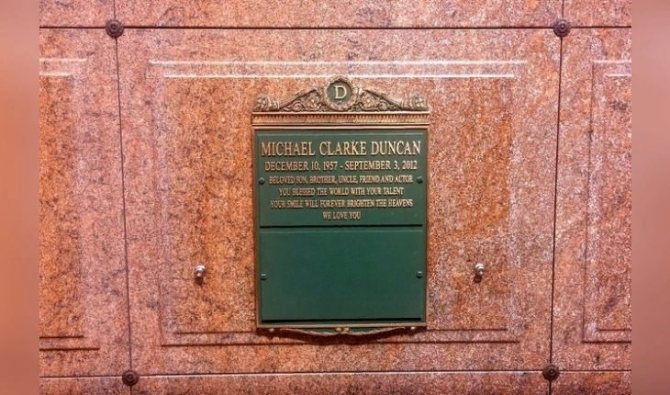 D
MICHAEL CLARKE DUNCAN
DECEMBER 10, 1957 - SEPTEMBER 3, 2012
BELOVED SON, BROTHER, UNCLE, FRIEND AND ACTOR
YOU BLESSED THE WORLD WITH YOUR TALENT
YOUR SMILE WILL FOREVER BRIGHTEN THE HEAVENS
WE LOVE YOU